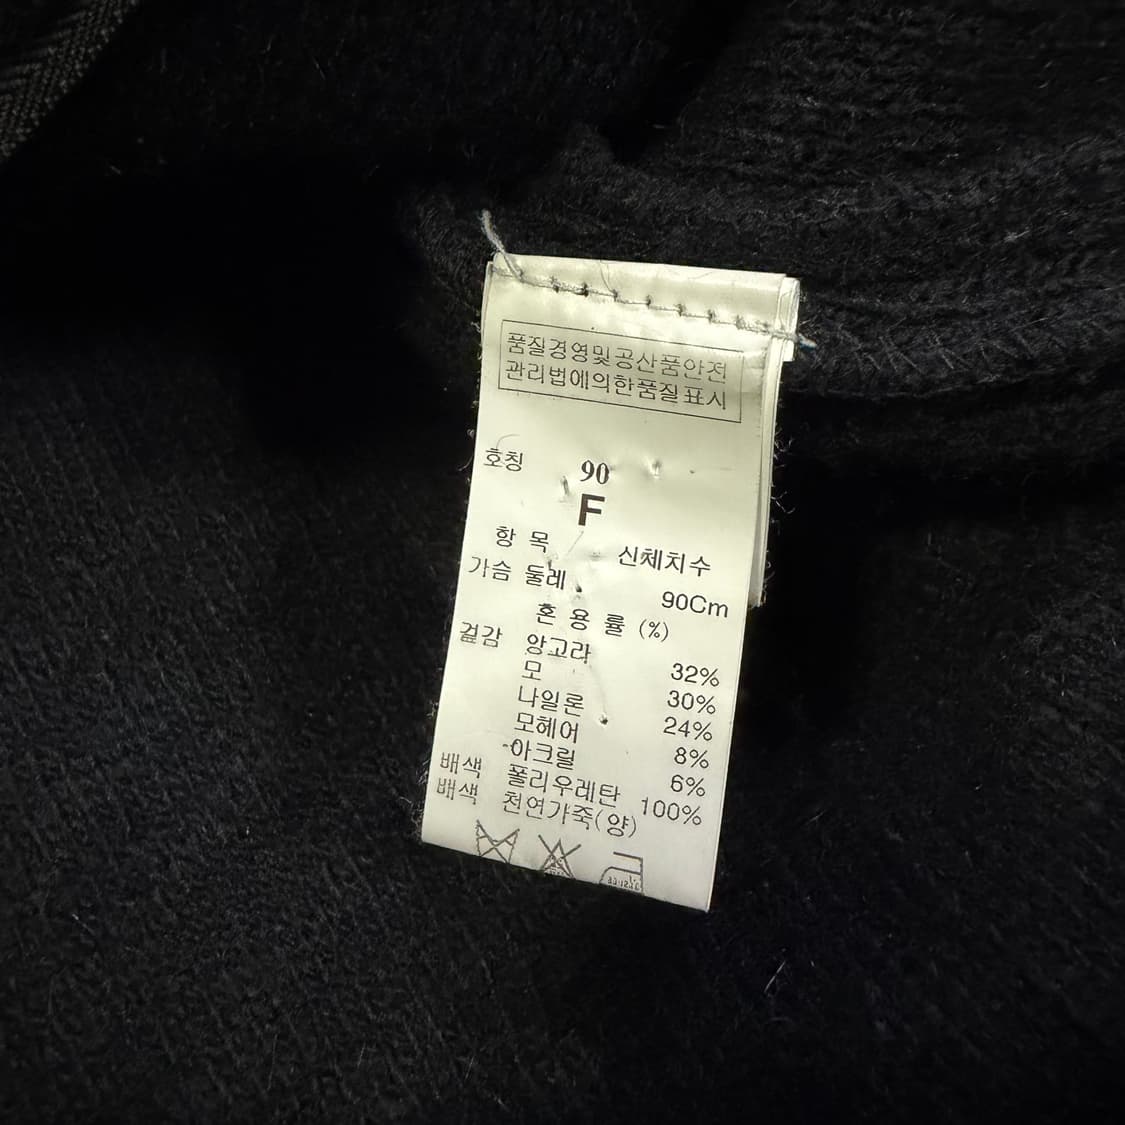 품질경영및공산품안전
관리법에의한품질표시
호칭 90
F
항 목 신체치수
가슴 둘레 90Cm
혼 용 률 (%)
겉감 앙고라 32%
모 30%
나일론 24%
모헤어 8%
아크릴 6%
배색 폴리우레탄 100%
배색 천연가죽(양)